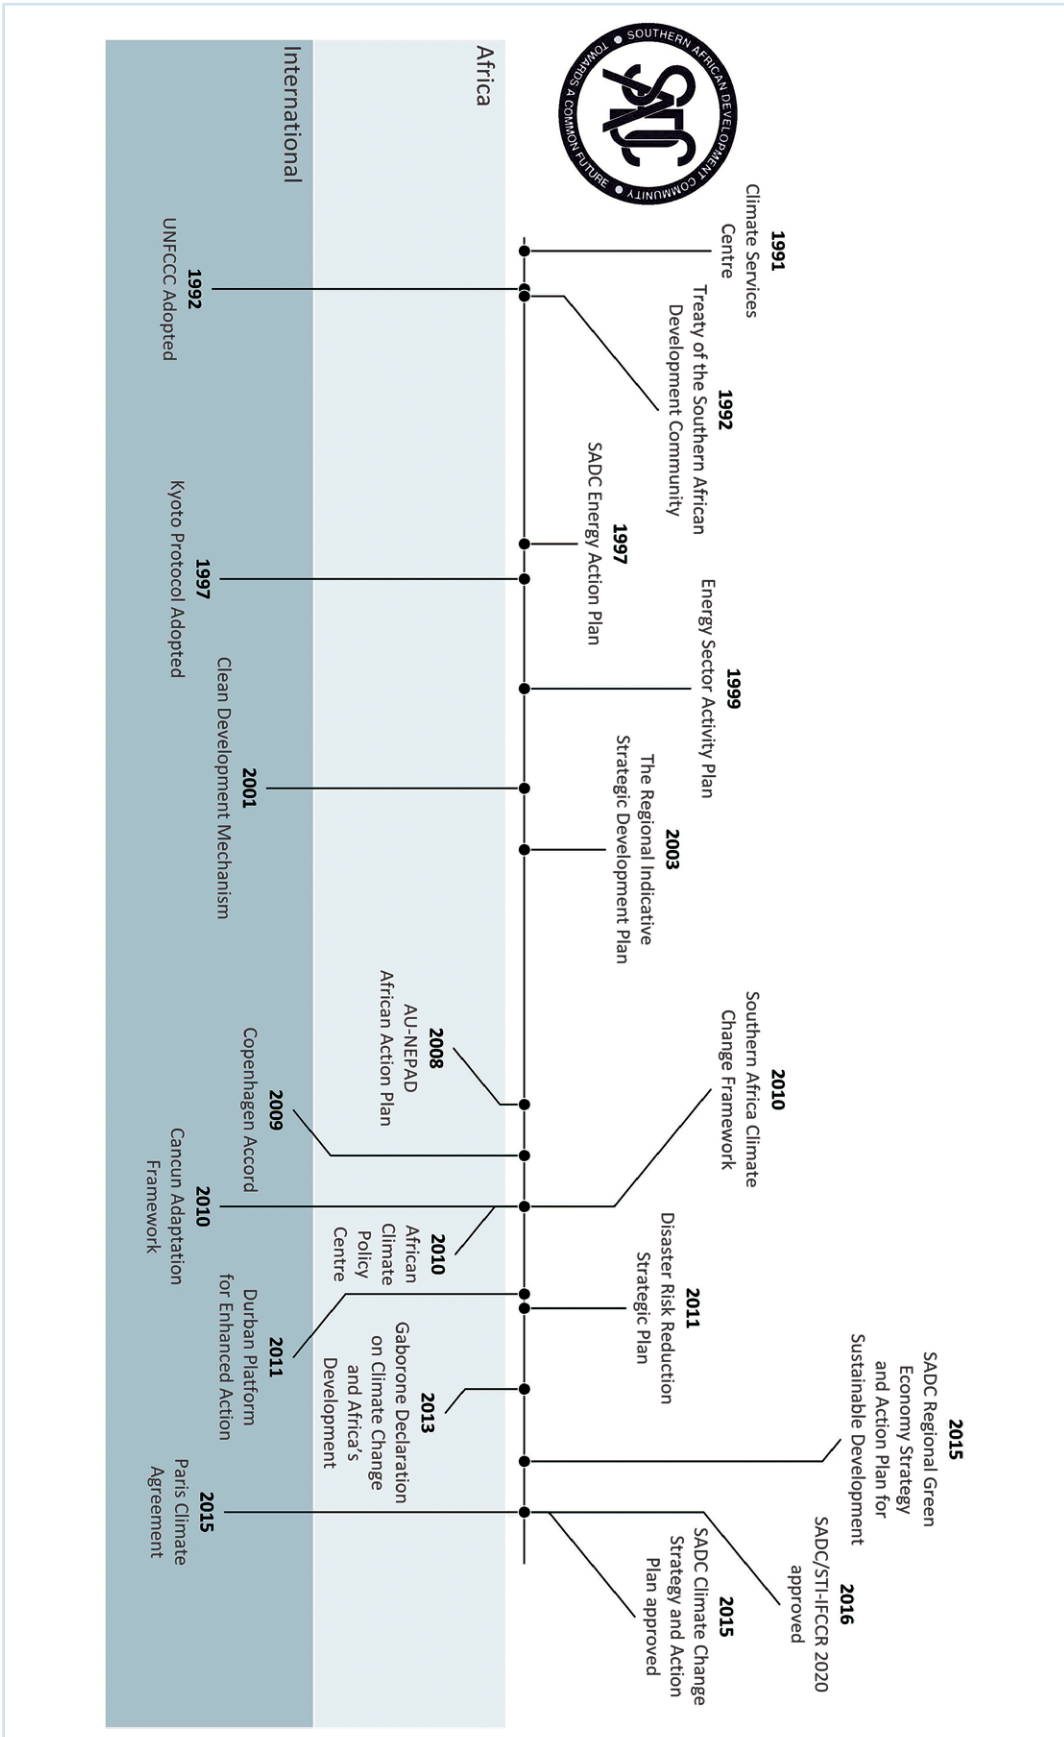 SOUTHERN AFRICAN DEVELOPMENT COMMUNITY
TOWARDS A COMMON FUTURE
SADC
1991
Climate Services
Centre
1992
Treaty of the Southern African
Development Community
1997
SADC Energy Action Plan
1999
Energy Sector Activity Plan
2003
The Regional Indicative
Strategic Development Plan
2010
Southern Africa Climate
Change Framework
2011
Disaster Risk Reduction
Strategic Plan
2015
SADC Regional Green
Economy Strategy
and Action Plan for
Sustainable Development
2016
SADC/STI-IFCCR 2020
approved
2015
SADC Climate Change
Strategy and Action
Plan approved
Africa
2008
AU-NEPAD
African Action Plan
2010
African
Climate
Policy
Centre
2013
Gaborone Declaration
on Climate Change
and Africa's
Development
International
1992
UNFCCC Adopted
1997
Kyoto Protocol Adopted
2001
Clean Development Mechanism
2009
Copenhagen Accord
2010
Cancun Adaptation
Framework
2011
Durban Platform
for Enhanced Action
2015
Paris Climate
Agreement